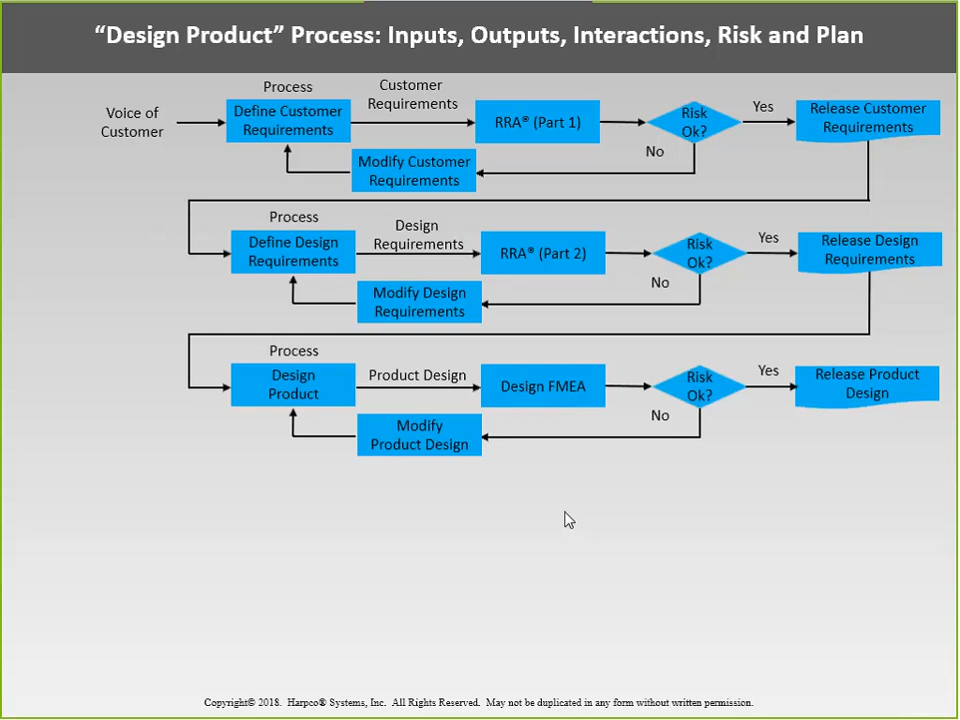 “Design Product” Process: Inputs, Outputs, Interactions, Risk and Plan
Voice of
Customer
Process
Define Customer
Requirements
Customer
Requirements
RRA® (Part 1)
Risk
Ok?
Yes
Release Customer
Requirements
No
Modify Customer
Requirements
Process
Define Design
Requirements
Design
Requirements
RRA® (Part 2)
Risk
Ok?
Yes
Release Design
Requirements
No
Modify Design
Requirements
Process
Design
Product
Product Design
Design FMEA
Risk
Ok?
Yes
Release Product
Design
No
Modify
Product Design
Copyright© 2018. Harpco® Systems, Inc. All Rights Reserved. May not be duplicated in any form without written permission.